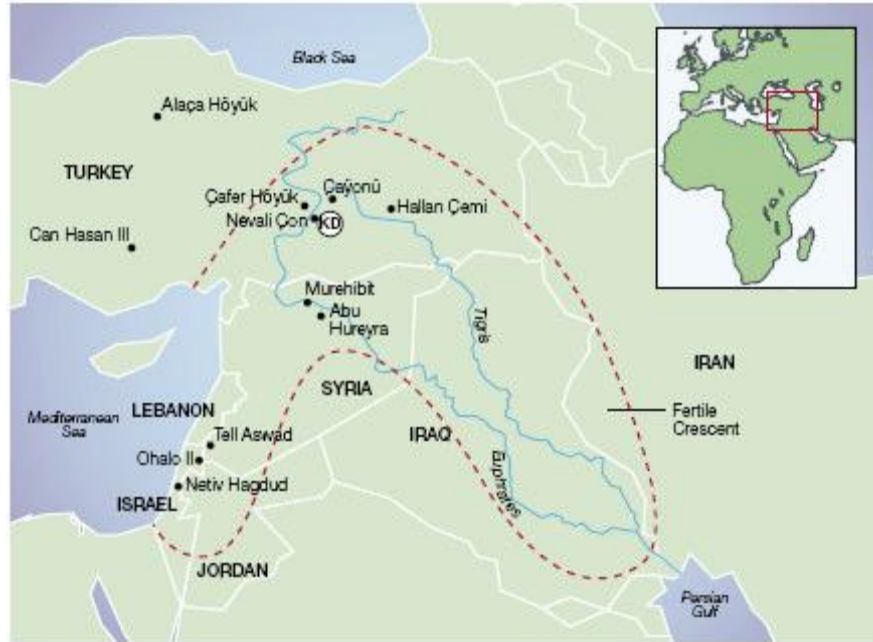 Black Sea
Alaça Höyük
TURKEY
Çafer Höyük
Çaÿonü
Nevali Çori
KD
Hallan Çemi
Can Hasan III
Murehibit
Abu
Hureyra
Tigris
IRAN
SYRIA
Fertile
Crescent
LEBANON
Mediterranean
Sea
IRAQ
Tell Aswad
Ohalo II
Euphrates
Netiv Hagdud
ISRAEL
JORDAN
Persian
Gulf